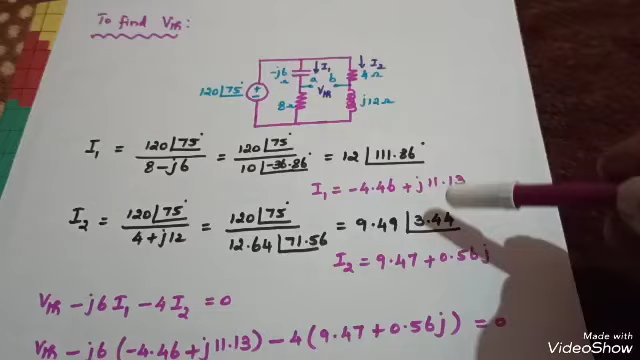 To find VTh:
-j6
Ω
I₁
I₂
4Ω
120∠75°
+
−
a
b
VTh
8Ω
j12Ω
I₁ = 120∠75° / 8-j6 = 120∠75° / 10∠-36.86° = 12∠111.86°
I₁ = -4.46 + j11.13
I₂ = 120∠75° / 4+j12 = 120∠75° / 12.64∠71.56 = 9.49∠3.44
I₂ = 9.47 + 0.56j
VTh - j6 I₁ - 4I₂ = 0
VTh - j6 (-4.46 + j11.13) - 4(9.47 + 0.56j) = 0
Made with
VideoShow